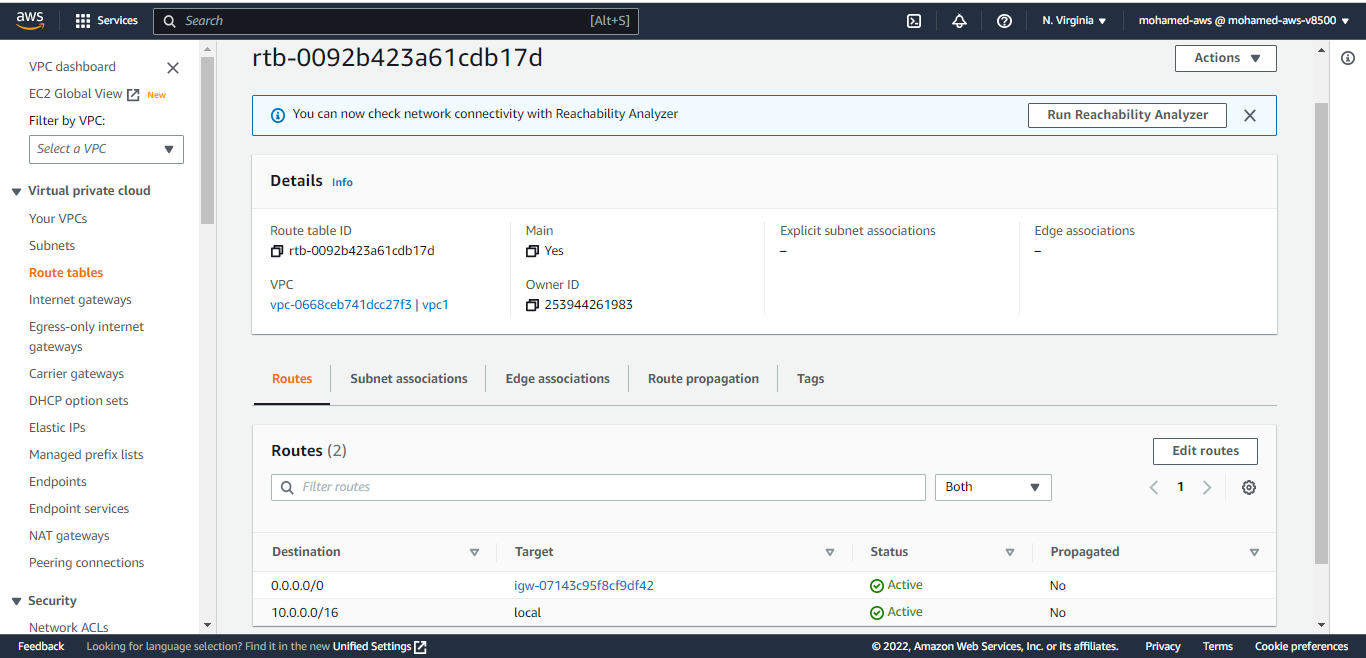 aws
Services
Search [Alt+S]
N. Virginia
mohamed-aws @ mohamed-aws-v8500
VPC dashboard
EC2 Global View New
Filter by VPC:
Select a VPC
Virtual private cloud
Your VPCs
Subnets
Route tables
Internet gateways
Egress-only internet
gateways
Carrier gateways
DHCP option sets
Elastic IPs
Managed prefix lists
Endpoints
Endpoint services
NAT gateways
Peering connections
Security
Network ACLs
rtb-0092b423a61cdb17d
Actions
You can now check network connectivity with Reachability Analyzer
Run Reachability Analyzer
Details Info
Route table ID
rtb-0092b423a61cdb17d
Main
Yes
Explicit subnet associations
–
Edge associations
–
VPC
vpc-0668ceb741dcc27f3 | vpc1
Owner ID
253944261983
Routes Subnet associations Edge associations Route propagation Tags
Routes (2)
Edit routes
Filter routes
Both
1
Destination Target Status Propagated
0.0.0.0/0 igw-07143c95f8cf9df42 Active No
10.0.0.0/16 local Active No
Feedback Looking for language selection? Find it in the new Unified Settings © 2022, Amazon Web Services, Inc. or its affiliates. Privacy Terms Cookie preferences